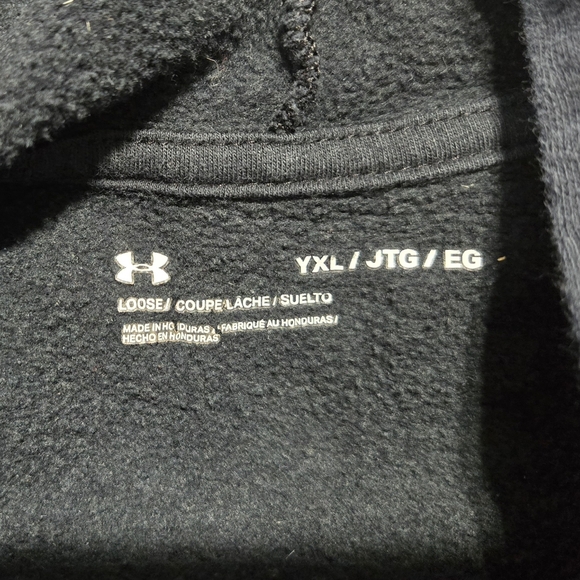 YXL / JTG / EG
LOOSE / COUPE LÂCHE / SUELTO
MADE IN HONDURAS / FABRIQUÉ AU HONDURAS /
HECHO EN HONDURAS